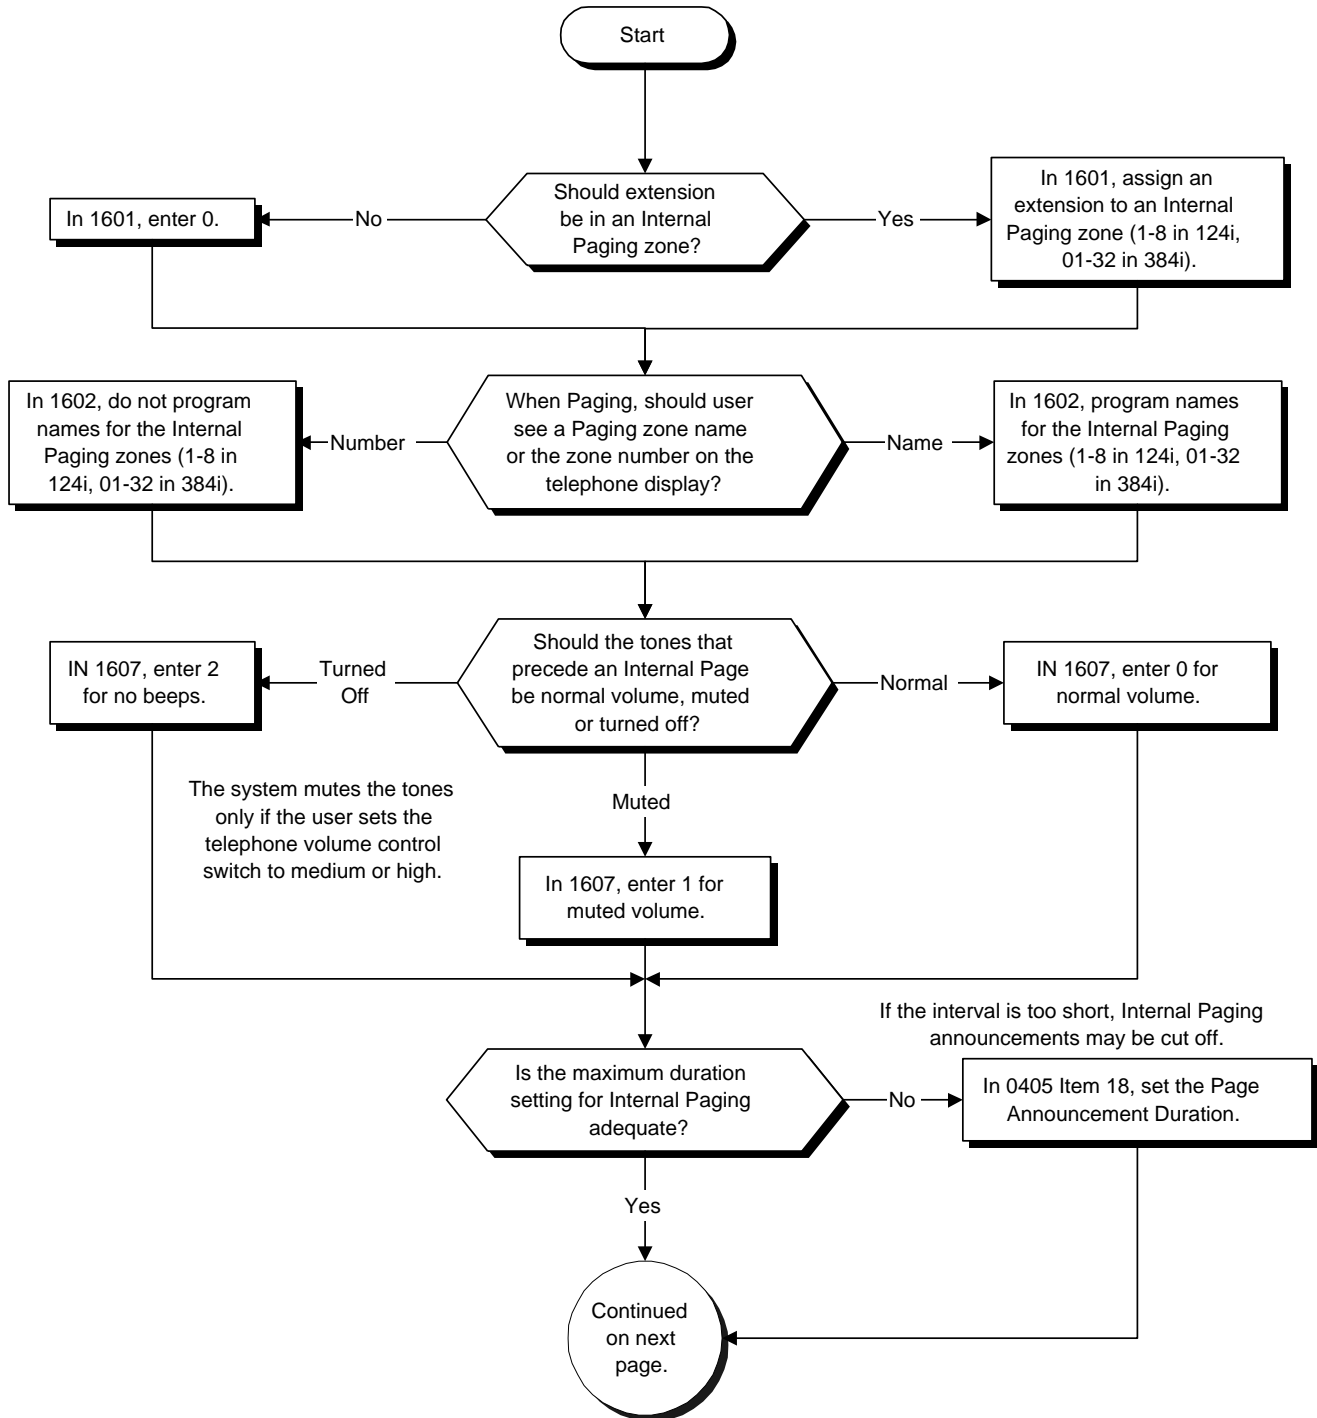 Start
Should extension
be in an Internal
Paging zone?
No
In 1601, enter 0.
Yes
In 1601, assign an
extension to an Internal
Paging zone (1-8 in 124i,
01-32 in 384i).
When Paging, should user
see a Paging zone name
or the zone number on the
telephone display?
Number
In 1602, do not program
names for the Internal
Paging zones (1-8 in
124i, 01-32 in 384i).
Name
In 1602, program names
for the Internal Paging
zones (1-8 in 124i, 01-32
in 384i).
Should the tones that
precede an Internal Page
be normal volume, muted
or turned off?
Turned
Off
IN 1607, enter 2
for no beeps.
Normal
IN 1607, enter 0 for
normal volume.
The system mutes the tones
only if the user sets the
telephone volume control
switch to medium or high.
Muted
In 1607, enter 1 for
muted volume.
If the interval is too short, Internal Paging
announcements may be cut off.
Is the maximum duration
setting for Internal Paging
adequate?
No
In 0405 Item 18, set the Page
Announcement Duration.
Yes
Continued
on next
page.